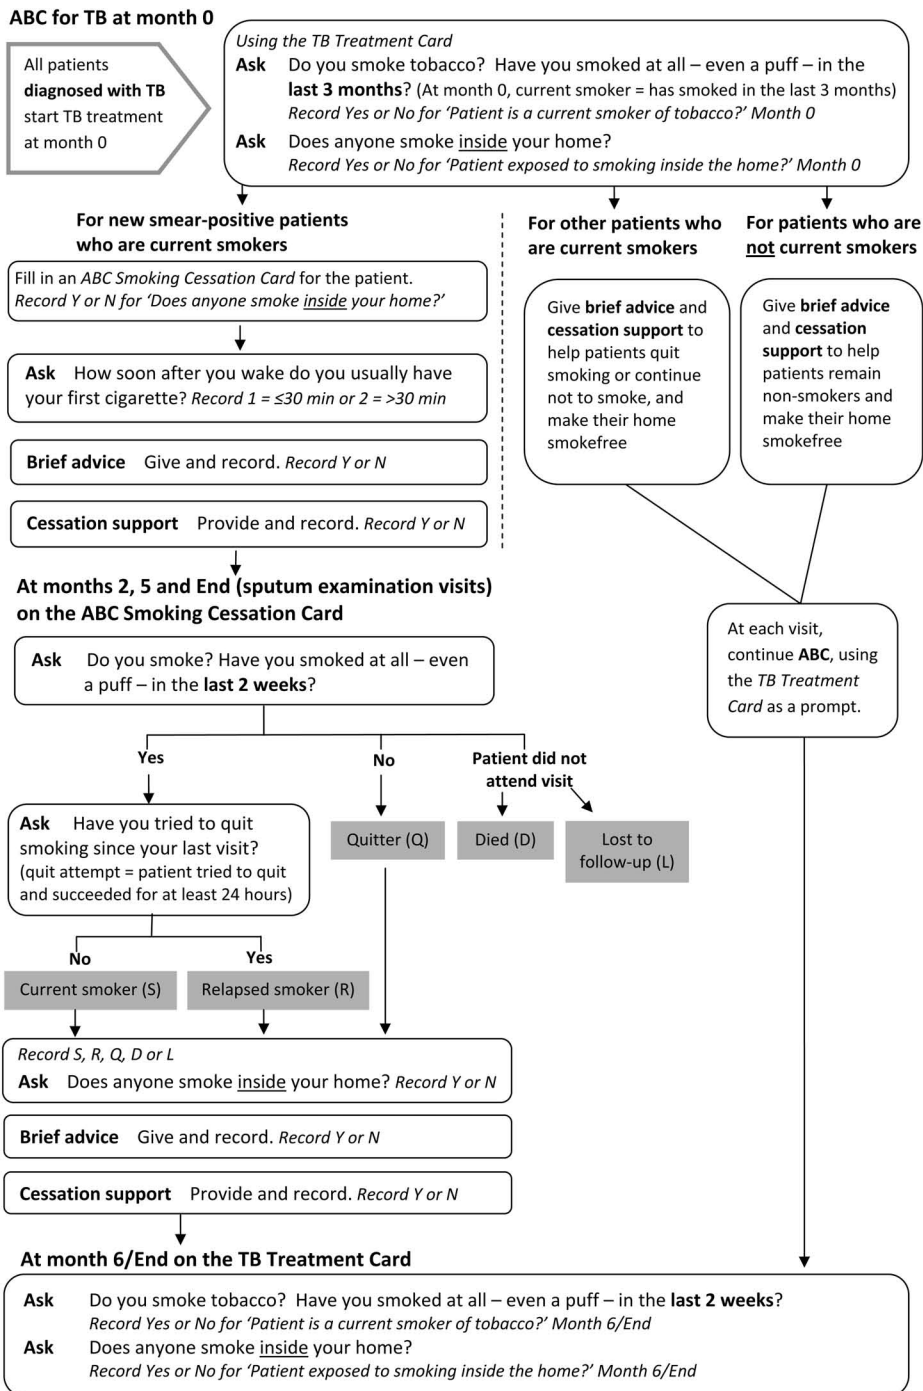 ABC for TB at month 0
All patients
diagnosed with TB
start TB treatment
at month 0
Using the TB Treatment Card
Ask Do you smoke tobacco? Have you smoked at all – even a puff – in the
last 3 months? (At month 0, current smoker = has smoked in the last 3 months)
Record Yes or No for ‘Patient is a current smoker of tobacco?’ Month 0
Ask Does anyone smoke inside your home?
Record Yes or No for ‘Patient exposed to smoking inside the home?’ Month 0
For new smear-positive patients
who are current smokers
Fill in an ABC Smoking Cessation Card for the patient.
Record Y or N for ‘Does anyone smoke inside your home?’
Ask How soon after you wake do you usually have
your first cigarette? Record 1 = ≤30 min or 2 = >30 min
Brief advice Give and record. Record Y or N
Cessation support Provide and record. Record Y or N
For other patients who
are current smokers
Give brief advice and
cessation support to
help patients quit
smoking or continue
not to smoke, and
make their home
smokefree
For patients who are
not current smokers
Give brief advice
and cessation
support to help
patients remain
non-smokers and
make their home
smokefree
At each visit,
continue ABC, using
the TB Treatment
Card as a prompt.
At months 2, 5 and End (sputum examination visits)
on the ABC Smoking Cessation Card
Ask Do you smoke? Have you smoked at all – even
a puff – in the last 2 weeks?
Yes
No
Patient did not
attend visit
Ask Have you tried to quit
smoking since your last visit?
(quit attempt = patient tried to quit
and succeeded for at least 24 hours)
Quitter (Q)
Died (D)
Lost to
follow-up (L)
No
Yes
Current smoker (S)
Relapsed smoker (R)
Record S, R, Q, D or L
Ask Does anyone smoke inside your home? Record Y or N
Brief advice Give and record. Record Y or N
Cessation support Provide and record. Record Y or N
At month 6/End on the TB Treatment Card
Ask Do you smoke tobacco? Have you smoked at all – even a puff – in the last 2 weeks?
Record Yes or No for ‘Patient is a current smoker of tobacco?’ Month 6/End
Ask Does anyone smoke inside your home?
Record Yes or No for ‘Patient exposed to smoking inside the home?’ Month 6/End